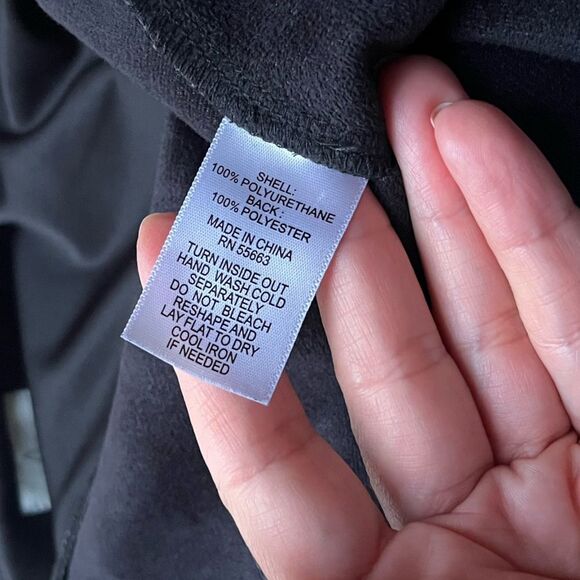 SHELL:
100% POLYURETHANE
BACK :
100% POLYESTER
MADE IN CHINA
RN 55663
TURN INSIDE OUT
HAND WASH COLD
SEPARATELY
DO NOT BLEACH
RESHAPE AND
LAY FLAT TO DRY
COOL IRON
IF NEEDED